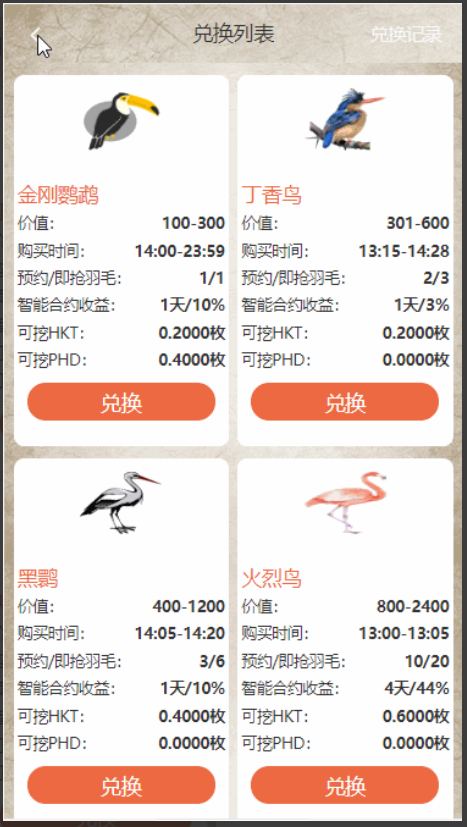 兑换列表
兑换记录
金刚鹦鹉
价值: 100-300
购买时间: 14:00-23:59
预约/即抢羽毛: 1/1
智能合约收益: 1天/10%
可挖HKT: 0.2000枚
可挖PHD: 0.4000枚
兑换
丁香鸟
价值: 301-600
购买时间: 13:15-14:28
预约/即抢羽毛: 2/3
智能合约收益: 1天/3%
可挖HKT: 0.2000枚
可挖PHD: 0.0000枚
兑换
黑鹮
价值: 400-1200
购买时间: 14:05-14:20
预约/即抢羽毛: 3/6
智能合约收益: 1天/10%
可挖HKT: 0.4000枚
可挖PHD: 0.0000枚
兑换
火烈鸟
价值: 800-2400
购买时间: 13:00-13:05
预约/即抢羽毛: 10/20
智能合约收益: 4天/44%
可挖HKT: 0.6000枚
可挖PHD: 0.0000枚
兑换